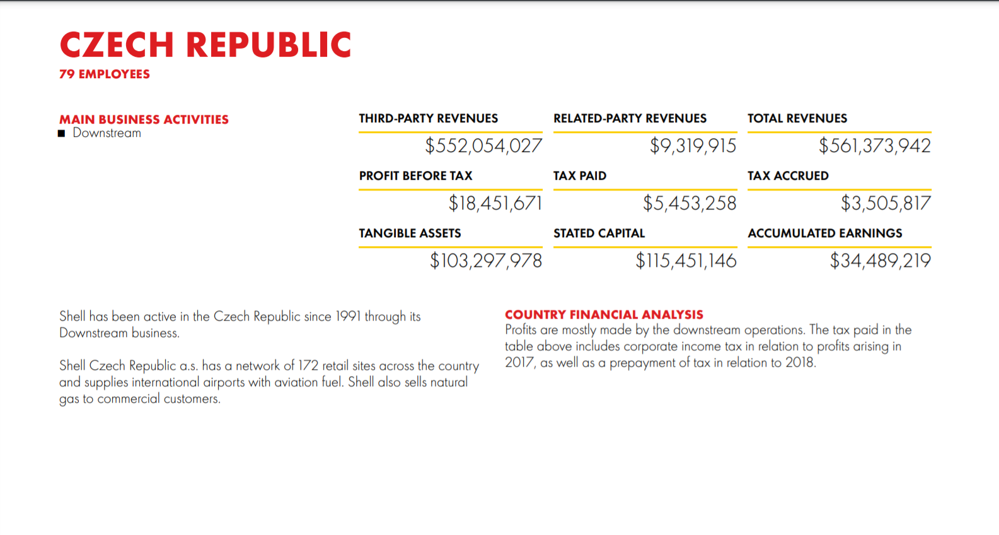 CZECH REPUBLIC
79 EMPLOYEES
MAIN BUSINESS ACTIVITIES
■ Downstream
THIRD-PARTY REVENUES
$552,054,027
RELATED-PARTY REVENUES
$9,319,915
TOTAL REVENUES
$561,373,942
PROFIT BEFORE TAX
$18,451,671
TAX PAID
$5,453,258
TAX ACCRUED
$3,505,817
TANGIBLE ASSETS
$103,297,978
STATED CAPITAL
$115,451,146
ACCUMULATED EARNINGS
$34,489,219
Shell has been active in the Czech Republic since 1991 through its
Downstream business.
Shell Czech Republic a.s. has a network of 172 retail sites across the country
and supplies international airports with aviation fuel. Shell also sells natural
gas to commercial customers.
COUNTRY FINANCIAL ANALYSIS
Profits are mostly made by the downstream operations. The tax paid in the
table above includes corporate income tax in relation to profits arising in
2017, as well as a prepayment of tax in relation to 2018.